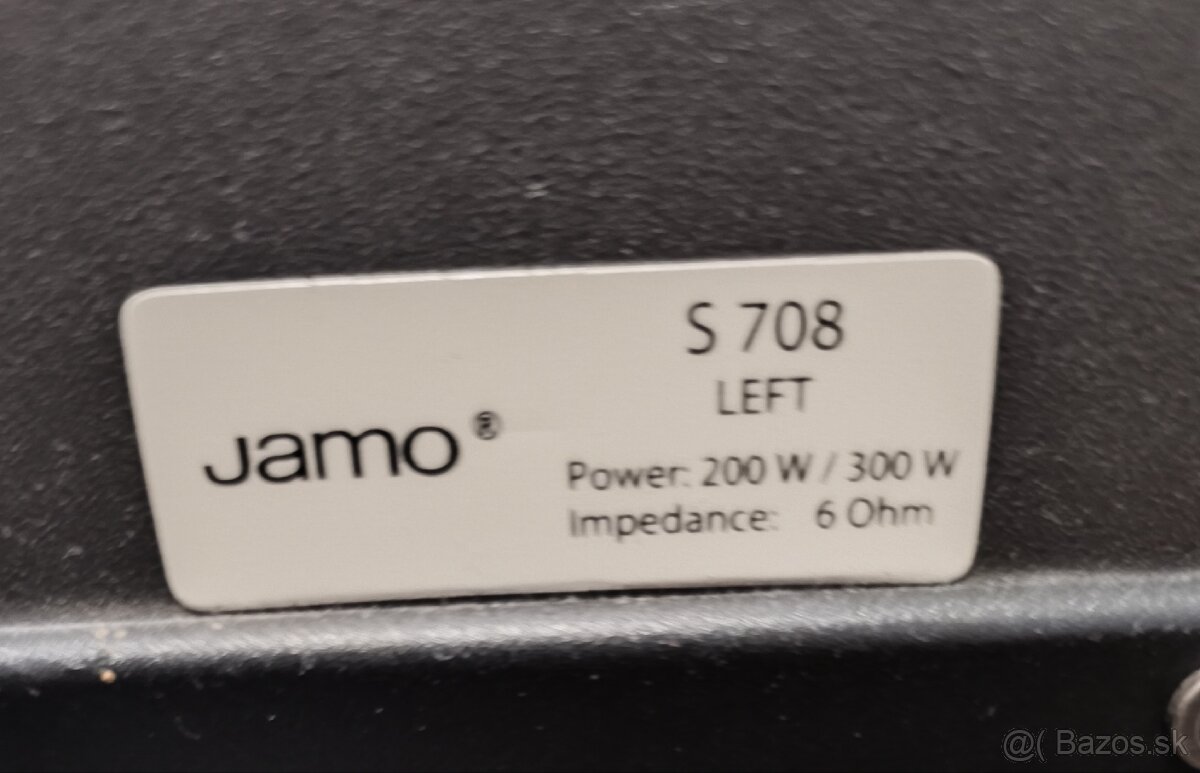 S 708
LEFT
Jamo®
Power: 200 W / 300 W
Impedance: 6 Ohm
@( Bazos.sk